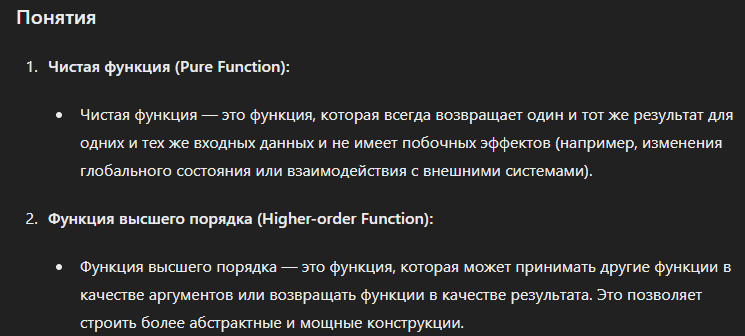 Понятия
1. Чистая функция (Pure Function):
• Чистая функция — это функция, которая всегда возвращает один и тот же результат для
одних и тех же входных данных и не имеет побочных эффектов (например, изменения
глобального состояния или взаимодействия с внешними системами).
2. Функция высшего порядка (Higher-order Function):
• Функция высшего порядка — это функция, которая может принимать другие функции в
качестве аргументов или возвращать функции в качестве результата. Это позволяет
строить более абстрактные и мощные конструкции.